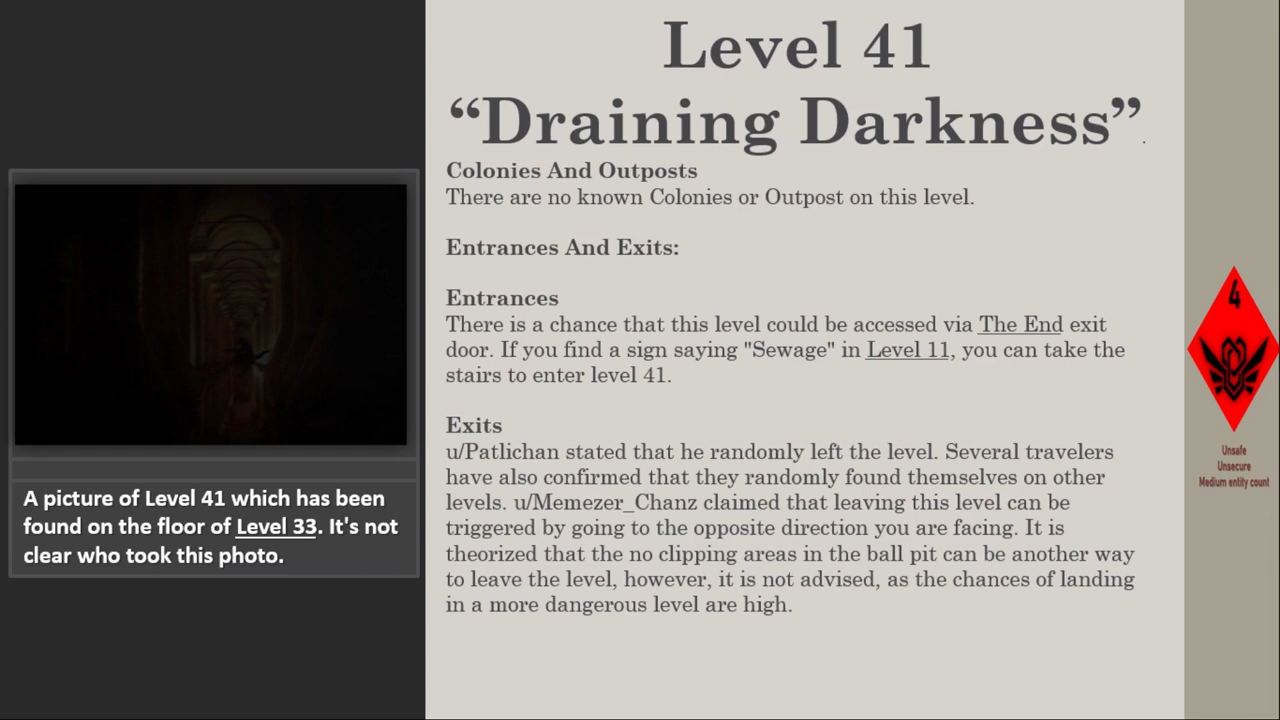 Level 41
“Draining Darkness”.
Colonies And Outposts
There are no known Colonies or Outpost on this level.
Entrances And Exits:
Entrances
There is a chance that this level could be accessed via The End exit
door. If you find a sign saying "Sewage" in Level 11, you can take the
stairs to enter level 41.
Exits
u/Patlichan stated that he randomly left the level. Several travelers
have also confirmed that they randomly found themselves on other
levels. u/Memezer_Chanz claimed that leaving this level can be
triggered by going to the opposite direction you are facing. It is
theorized that the no clipping areas in the ball pit can be another way
to leave the level, however, it is not advised, as the chances of landing
in a more dangerous level are high.
A picture of Level 41 which has been
found on the floor of Level 33. It's not
clear who took this photo.
4
Unsafe
Unsecure
Medium entity count